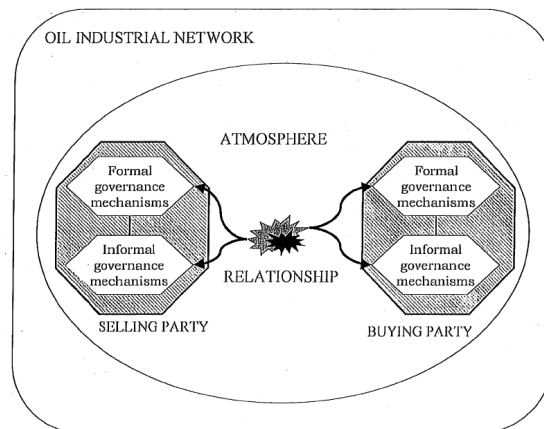 OIL INDUSTRIAL NETWORK
ATMOSPHERE
Formal
governance
mechanisms
Informal
governance
mechanisms
SELLING PARTY
RELATIONSHIP
Formal
governance
mechanisms
Informal
governance
mechanisms
BUYING PARTY